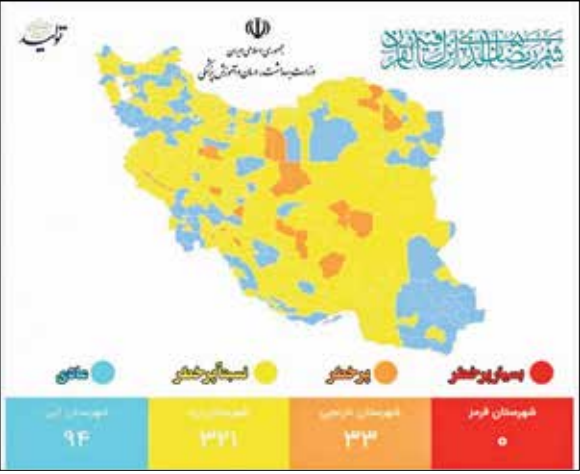 تولید
شهر رمضان الذی انزل فیه القرآن
جمهوری اسلامی ایران
وزارت بهداشت، درمان و آموزش پزشکی
بسیار پرخطر
پرخطر
نسبتاً پرخطر
عادی
شهرستان قرمز
شهرستان نارنجی
شهرستان زرد
شهرستان آبی
۰
۳۳
۳۲۱
۹۴